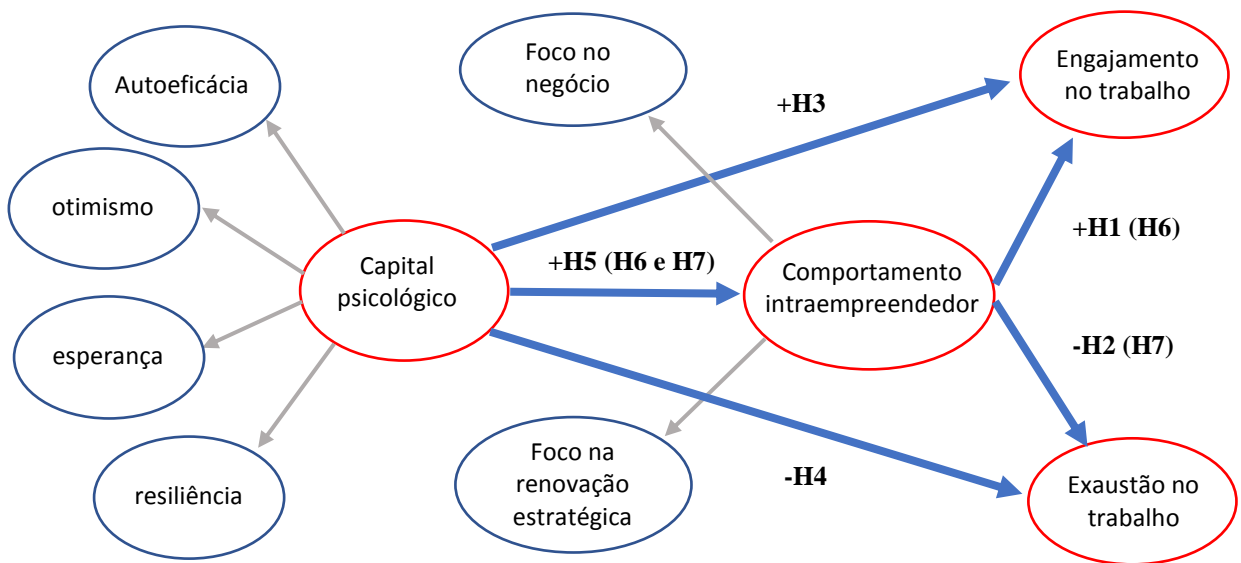 Autoeficácia
otimismo
esperança
resiliência
Capital
psicológico
Foco no
negócio
+H3
+H5 (H6 e H7)
Comportamento
intraempreendedor
Foco na
renovação
estratégica
-H4
Engajamento
no trabalho
+H1 (H6)
-H2 (H7)
Exaustão no
trabalho